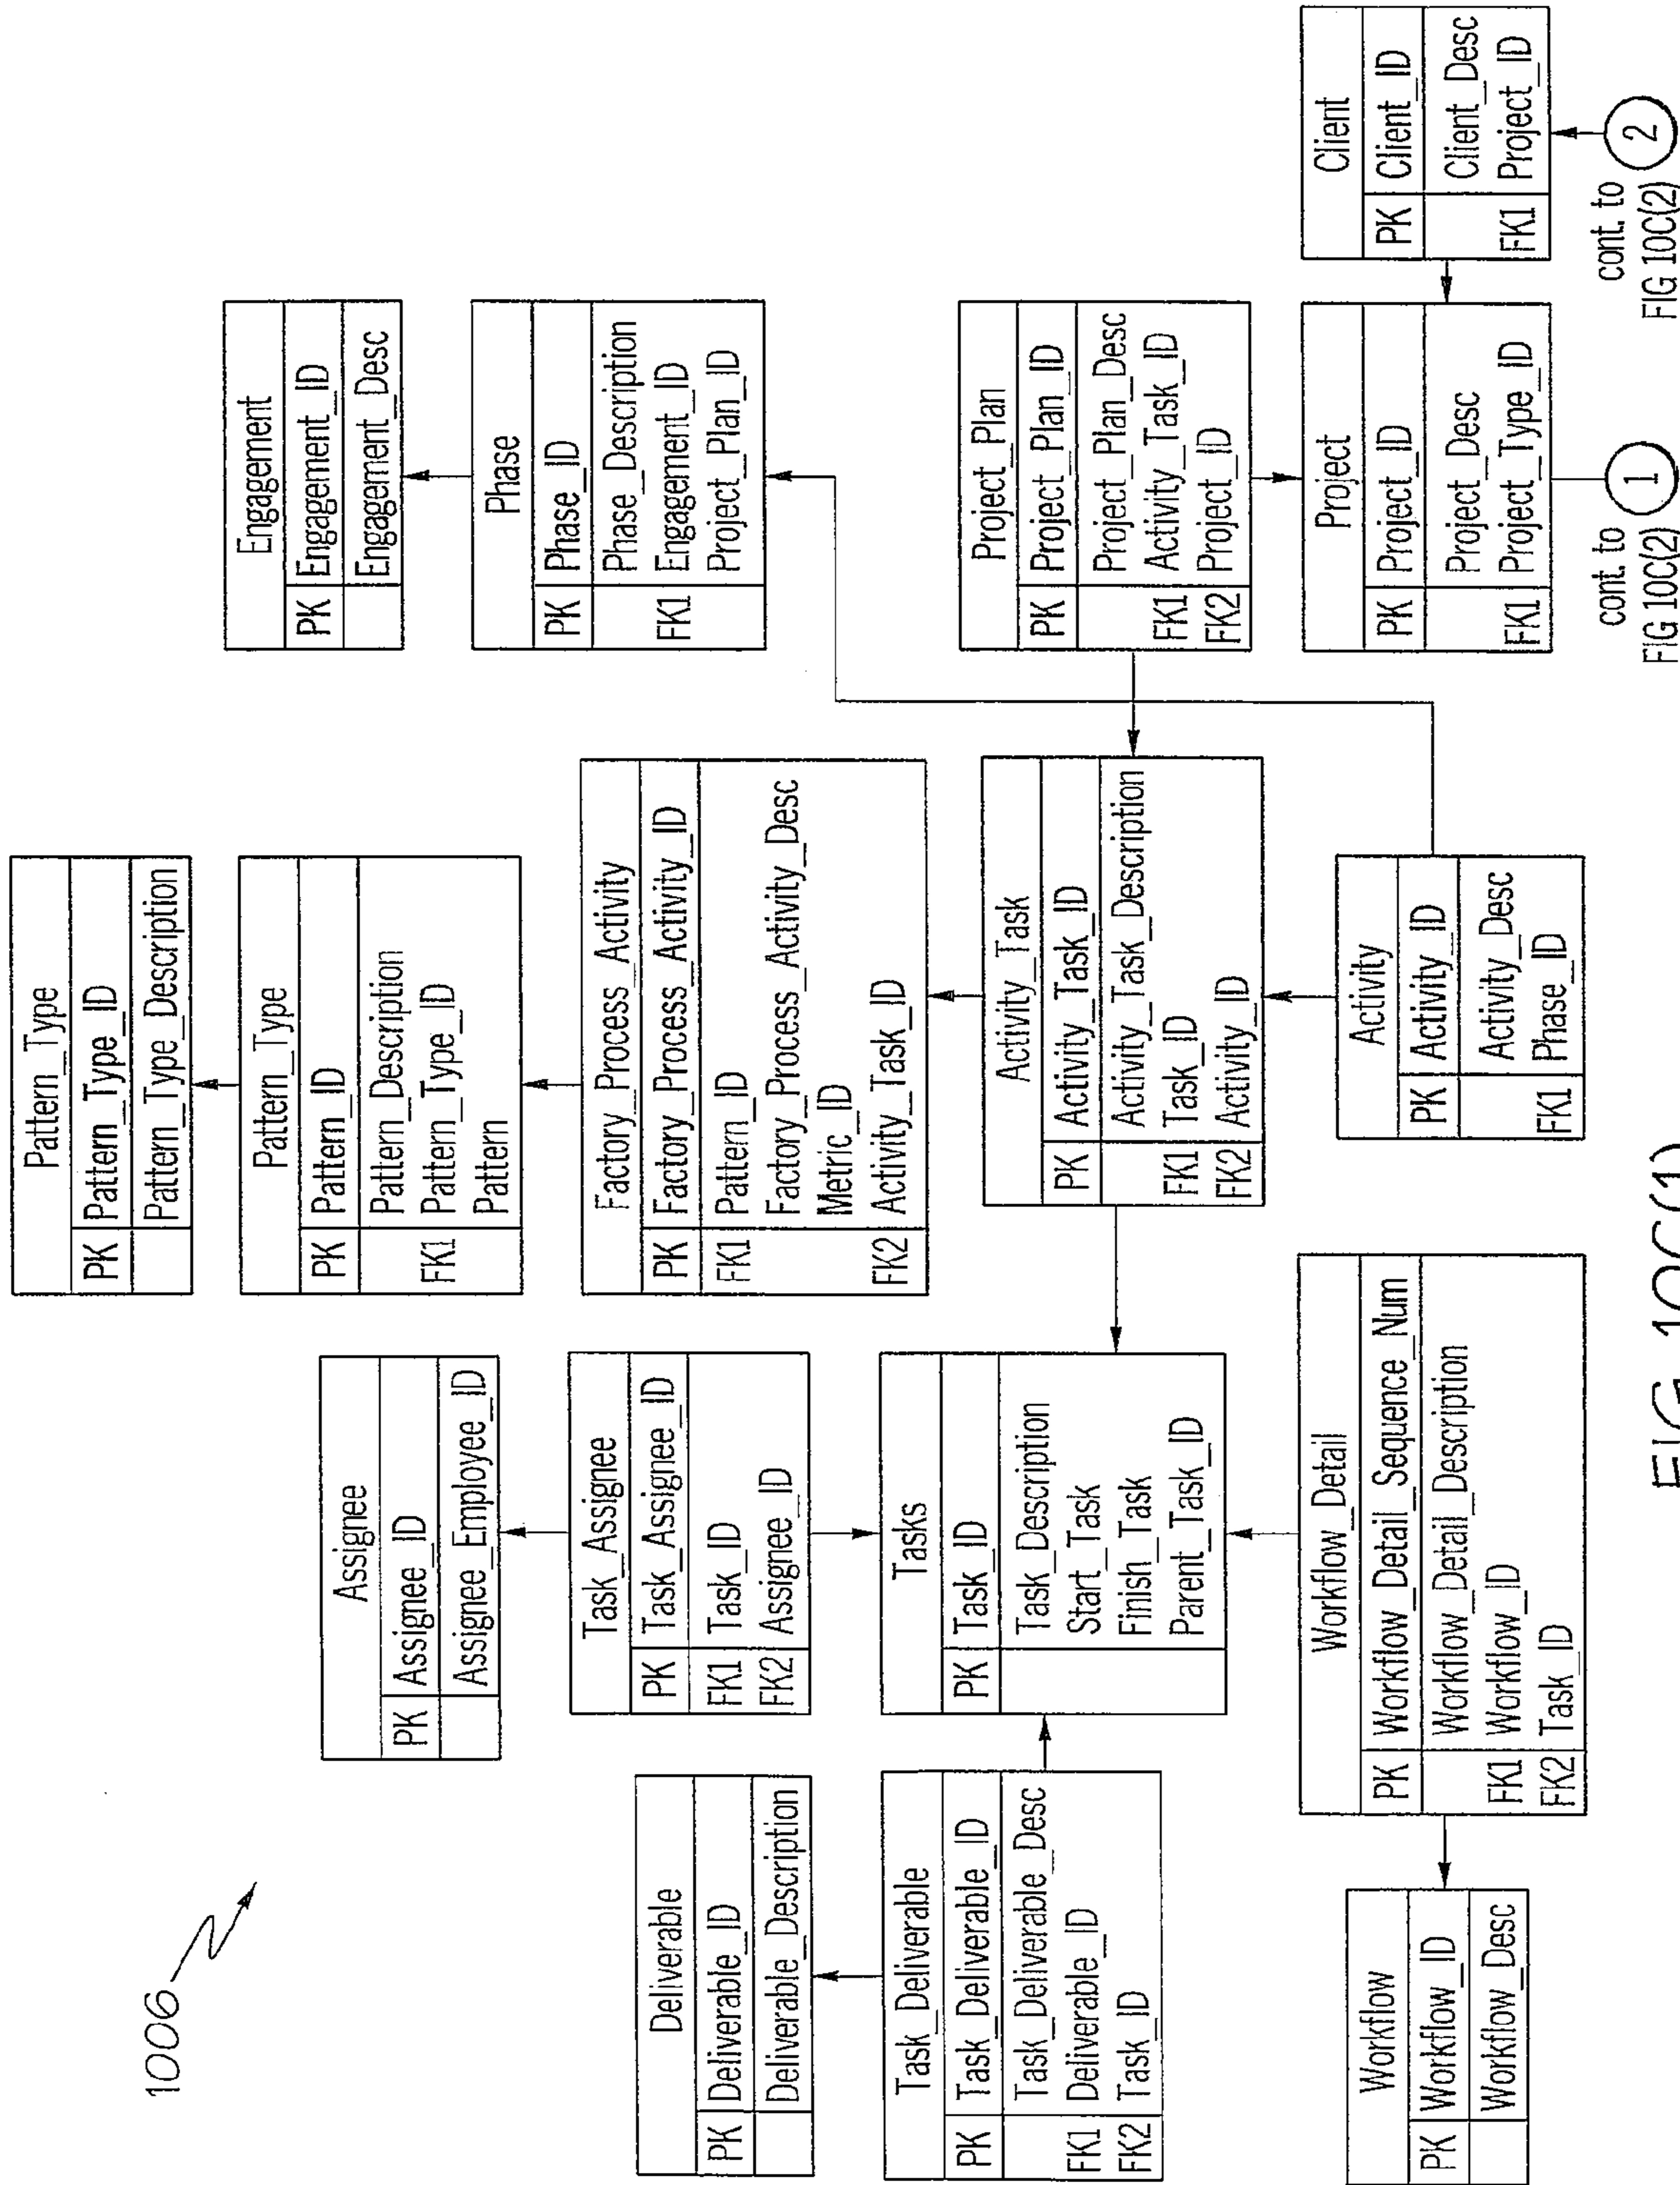 1006
Pattern_Type
PK Pattern_Type_ID
Pattern_Type_Description
Pattern_Type
PK Pattern_ID
Pattern_Description
FK1 Pattern_Type_ID
Pattern
Engagement
PK Engagement_ID
Engagement_Desc
Assignee
PK Assignee_ID
Assignee_Employee_ID
Phase
PK Phase_ID
Phase_Description
FK1 Engagement_ID
Project_Plan_ID
Factory_Process_Activity
PK Factory_Process_Activity_ID
FK1 Pattern_ID
Factory_Process_Activity_Desc
Metric_ID
FK2 Activity_Task_ID
Task_Assignee
PK Task_Assignee_ID
FK1 Task_ID
FK2 Assignee_ID
Deliverable
PK Deliverable_ID
Deliverable_Description
Task_Deliverable
PK Task_Deliverable_ID
Task_Deliverable_Desc
FK1 Deliverable_ID
FK2 Task_ID
Tasks
PK Task_ID
Task_Description
Start_Task
Finish_Task
Parent_Task_ID
Activity_Task
PK Activity_Task_ID
Activity_Task_Description
FK1 Task_ID
FK2 Activity_ID
Project_Plan
PK Project_Plan_ID
Project_Plan_Desc
FK1 Activity_Task_ID
FK2 Project_ID
Workflow
PK Workflow_ID
Workflow_Desc
Workflow_Detail
PK Workflow_Detail_Sequence_Num
Workflow_Detail_Description
FK1 Workflow_ID
FK2 Task_ID
Activity
PK Activity_ID
Activity_Desc
FK1 Phase_ID
Project
PK Project_ID
Project_Desc
FK1 Project_Type_ID
Client
PK Client_ID
Client_Desc
FK1 Project_ID
cont. to
FIG 10C(2)
1
cont. to
FIG 10C(2)
2
FIG. 10C(1)